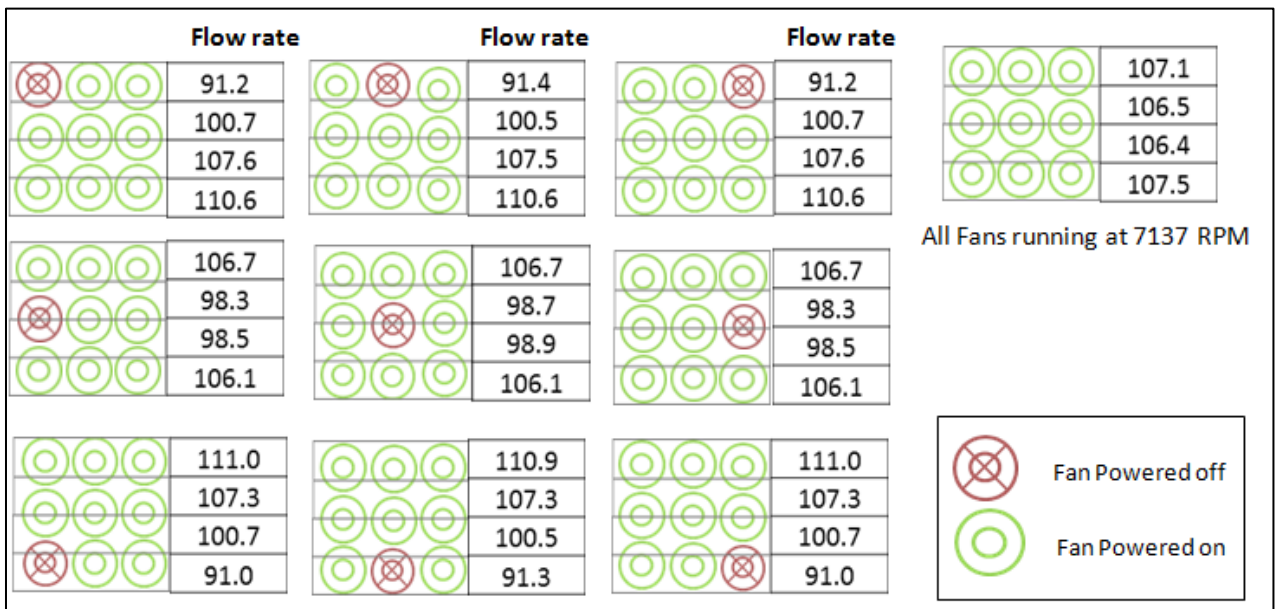 Flow rate Flow rate Flow rate
91.2 91.4 91.2 107.1
100.7 100.5 100.7 106.5
107.6 107.5 107.6 106.4
110.6 110.6 110.6 107.5
All Fans running at 7137 RPM
106.7 106.7 106.7
98.3 98.7 98.3
98.5 98.9 98.5
106.1 106.1 106.1
111.0 110.9 111.0
107.3 107.3 107.3
100.7 100.5 100.7
91.0 91.3 91.0
Fan Powered off
Fan Powered on